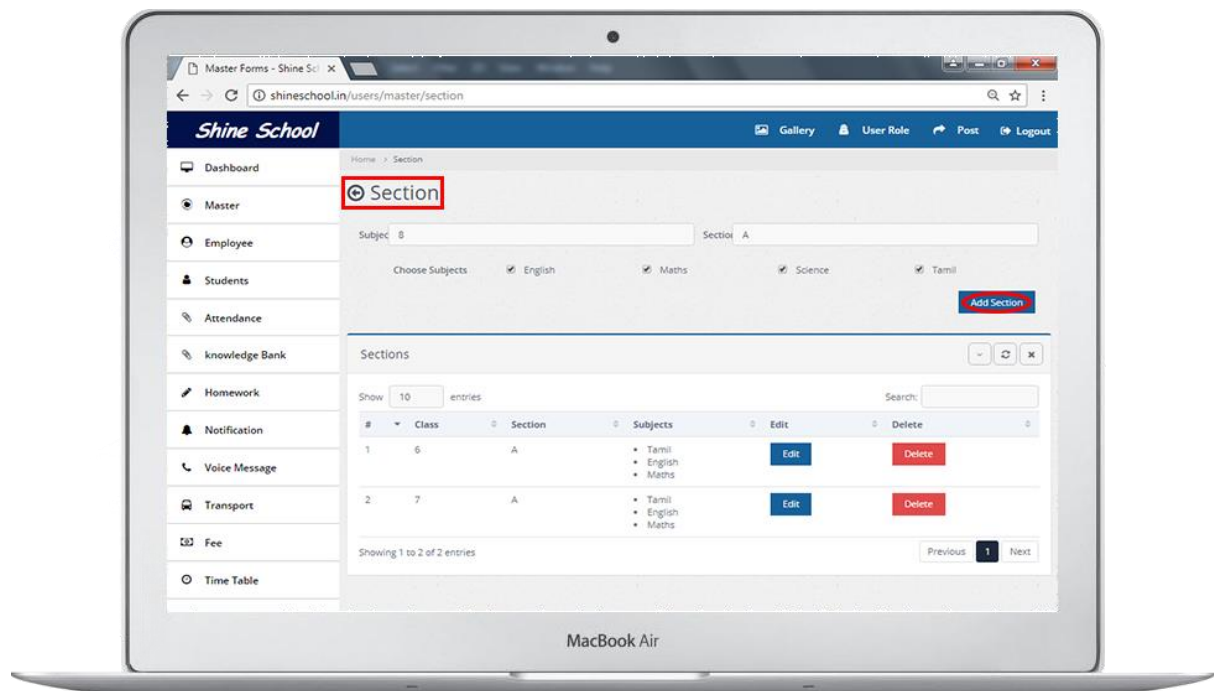 Master Forms - Shine Scl
shineschool.in/users/master/section
Shine School
Gallery User Role Post Logout
Dashboard
Master
Employee
Students
Attendance
knowledge Bank
Homework
Notification
Voice Message
Transport
Fee
Time Table
Home > Section
Section
Subjec 8 Section A
Choose Subjects English Maths Science Tamil
Add Section
Sections
Show 10 entries Search:
# Class Section Subjects Edit Delete
1 6 A • Tamil Edit Delete
• English
• Maths
2 7 A • Tamil Edit Delete
• English
• Maths
Showing 1 to 2 of 2 entries Previous 1 Next
MacBook Air